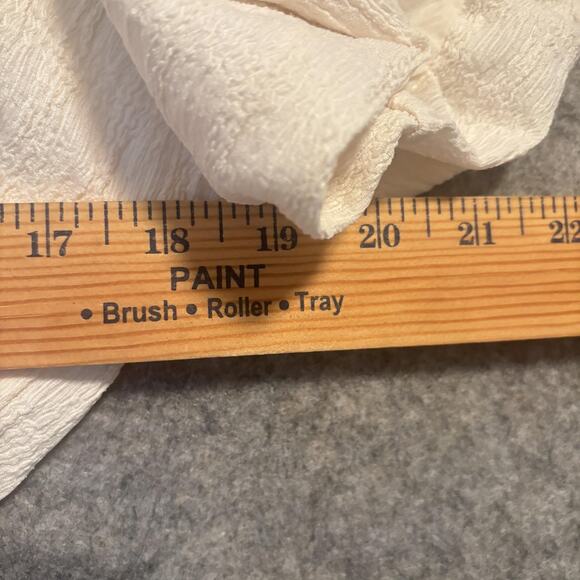 17 18 19 20 21 22
PAINT
• Brush • Roller • Tray